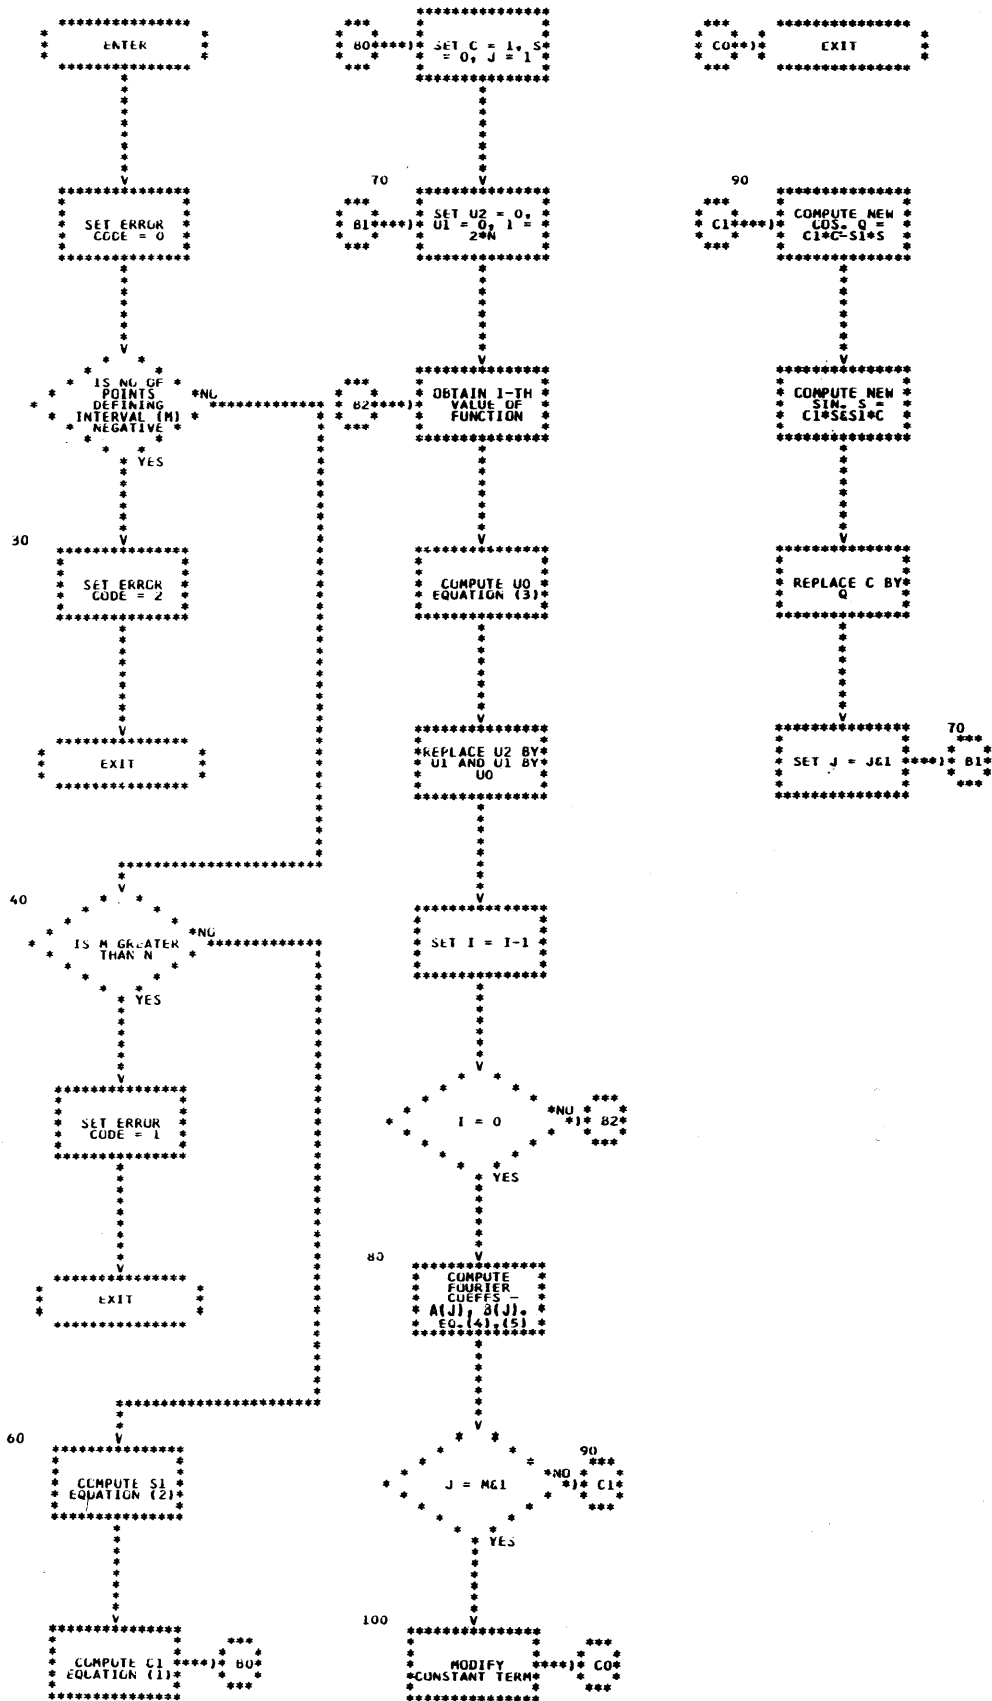 ENTER
SET ERROR
CODE = 0
IS NO OF
POINTS
DEFINING
INTERVAL (M)
NEGATIVE
NO
YES
30
SET ERROR
CODE = 2
EXIT
40
IS M GREATER
THAN N
NO
YES
SET ERROR
CODE = 1
EXIT
60
COMPUTE S1
EQUATION (2)
COMPUTE C1
EQUATION (1)
B0
B0
SET C = 1, S
= 0, J = 1
70
B1
SET U2 = 0,
U1 = 0, I =
2*N
B2
OBTAIN I-TH
VALUE OF
FUNCTION
COMPUTE U0
EQUATION (3)
REPLACE U2 BY
U1 AND U1 BY
U0
SET I = I-1
I = 0
NO
B2
YES
80
COMPUTE
FOURIER
COEFFS -
A(J), B(J).
EQ.(4),(5)
J = M&1
NO
90
C1
YES
100
MODIFY
CONSTANT TERM
C0
C0
EXIT
90
C1
COMPUTE NEW
COS. Q =
C1*C-S1*S
COMPUTE NEW
SIN. S =
C1*S&S1*C
REPLACE C BY
Q
SET J = J&1
70
B1